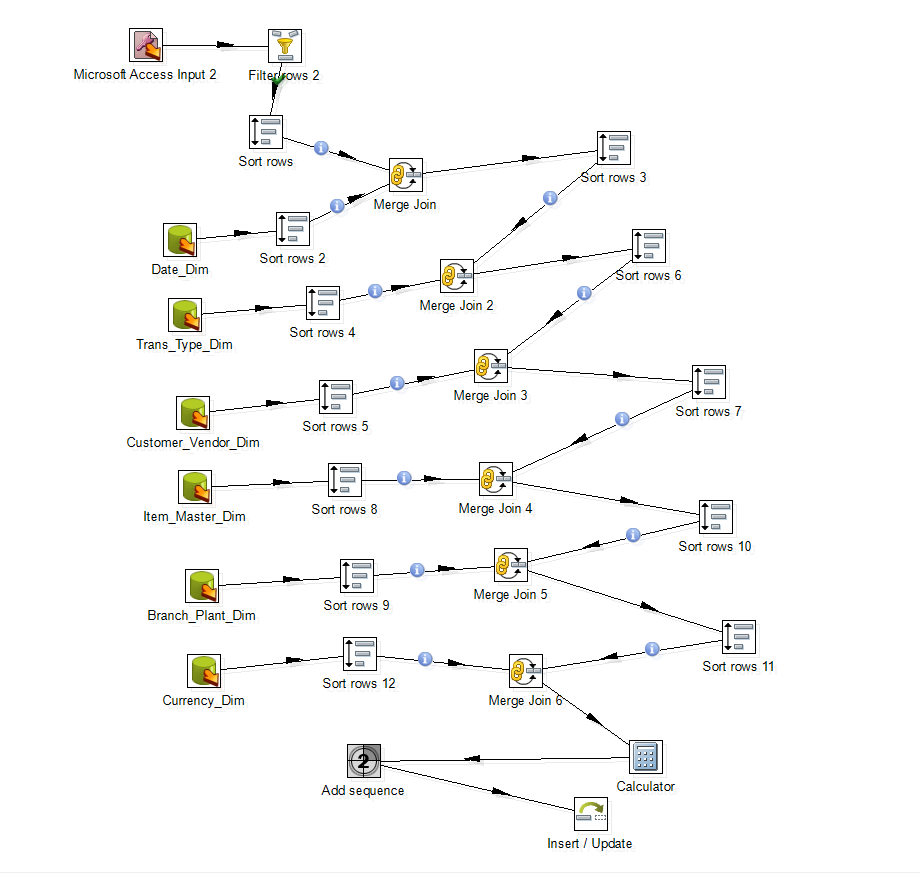 Microsoft Access Input 2
Filter rows 2
Sort rows
Sort rows 3
Merge Join
Sort rows 2
Date_Dim
Sort rows 6
Merge Join 2
Sort rows 4
Trans_Type_Dim
Merge Join 3
Sort rows 7
Sort rows 5
Customer_Vendor_Dim
Merge Join 4
Sort rows 8
Item_Master_Dim
Sort rows 10
Merge Join 5
Sort rows 9
Branch_Plant_Dim
Sort rows 11
Sort rows 12
Merge Join 6
Currency_Dim
2
Calculator
Add sequence
Insert / Update